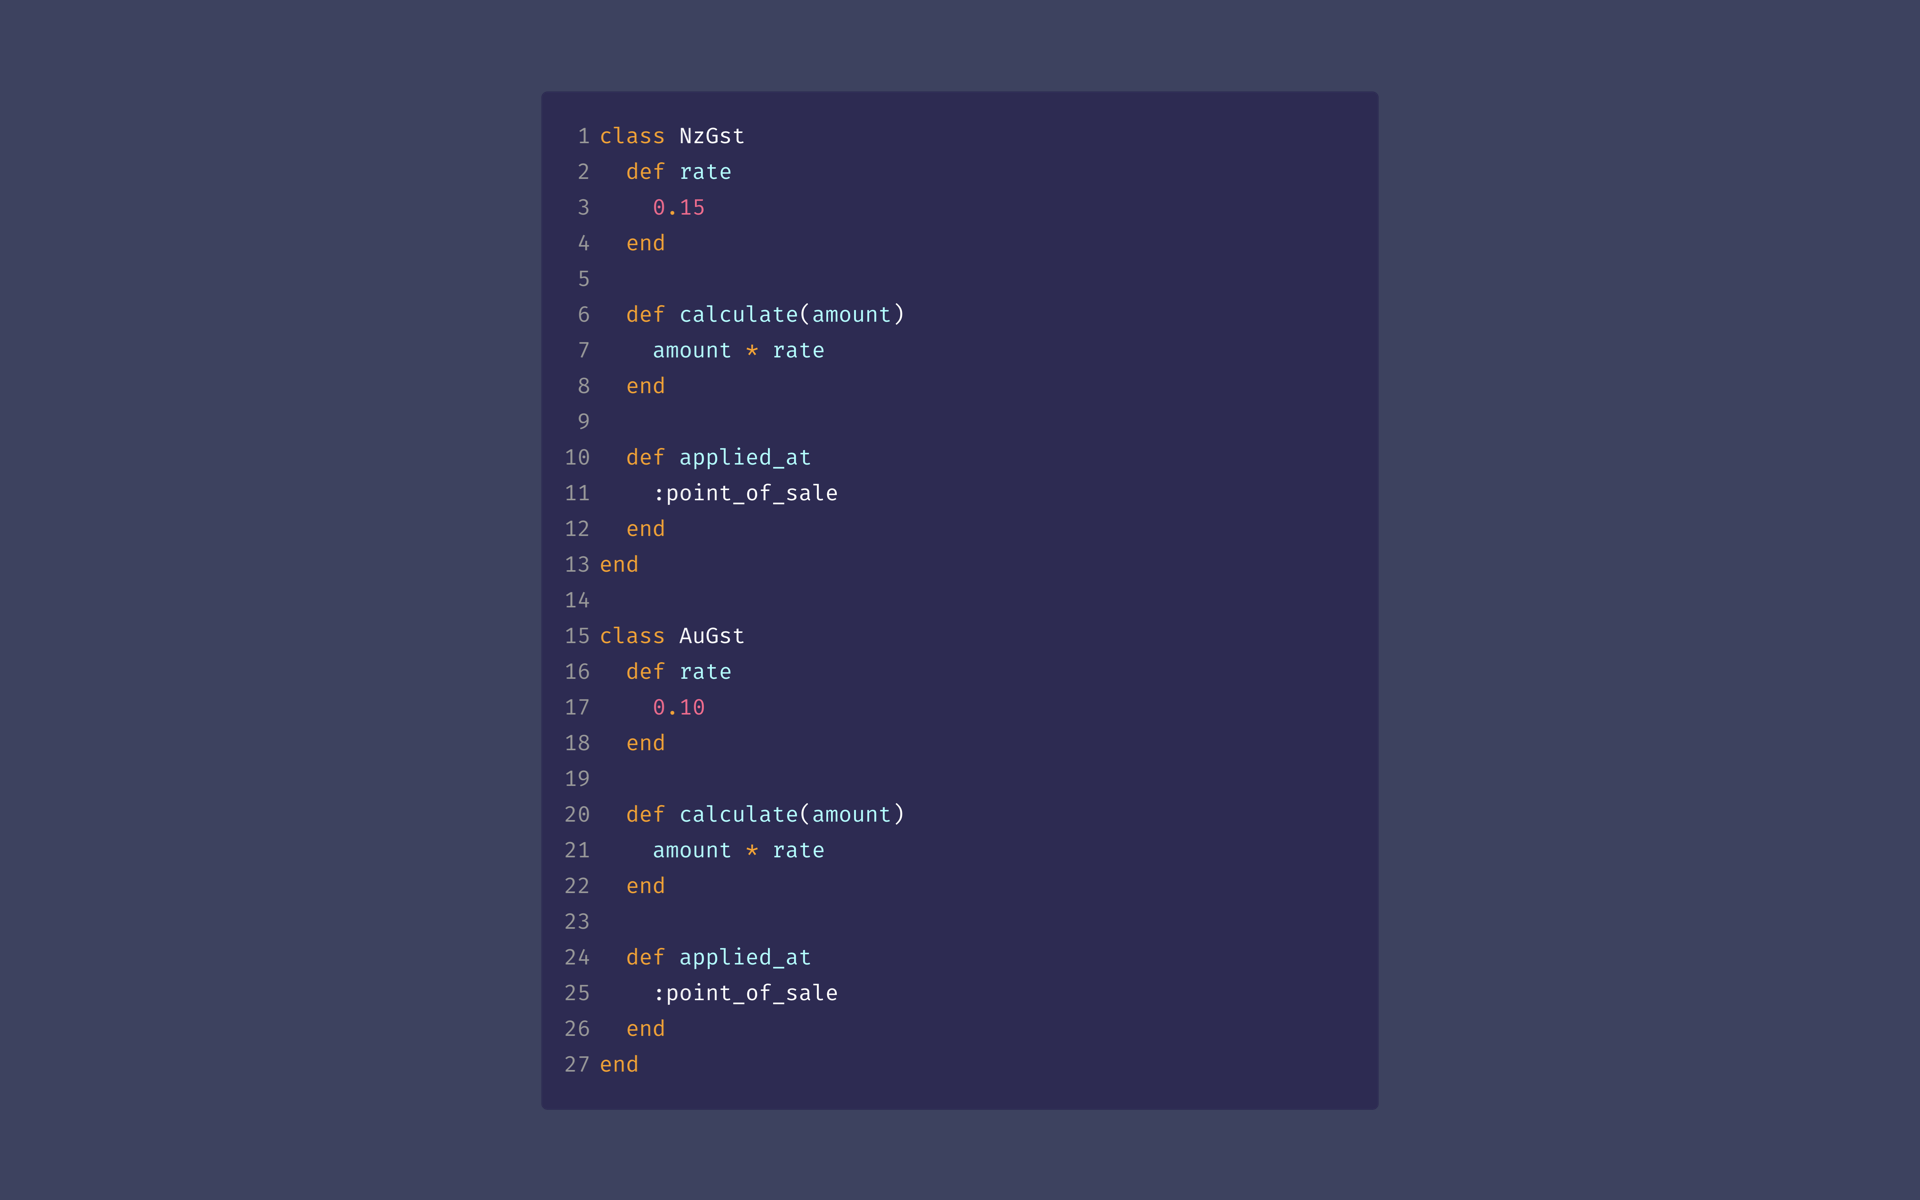 1 class NzGst
2   def rate
3     0.15
4   end
5
6   def calculate(amount)
7     amount * rate
8   end
9
10   def applied_at
11     :point_of_sale
12   end
13 end
14
15 class AuGst
16   def rate
17     0.10
18   end
19
20   def calculate(amount)
21     amount * rate
22   end
23
24   def applied_at
25     :point_of_sale
26   end
27 end